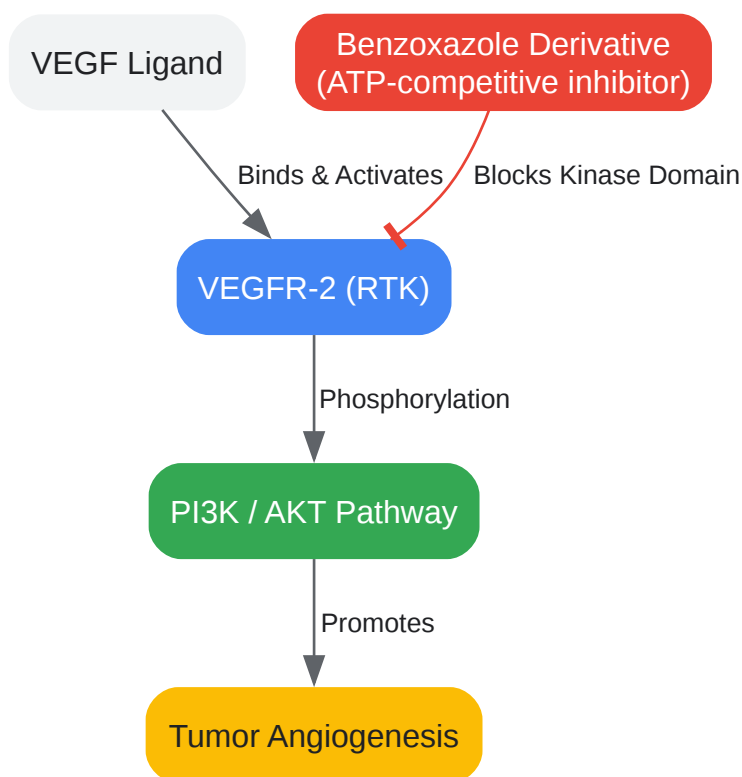 VEGF Ligand
Benzoxazole Derivative
(ATP-competitive inhibitor)
Binds & Activates
Blocks Kinase Domain
VEGFR-2 (RTK)
Phosphorylation
PI3K / AKT Pathway
Promotes
Tumor Angiogenesis